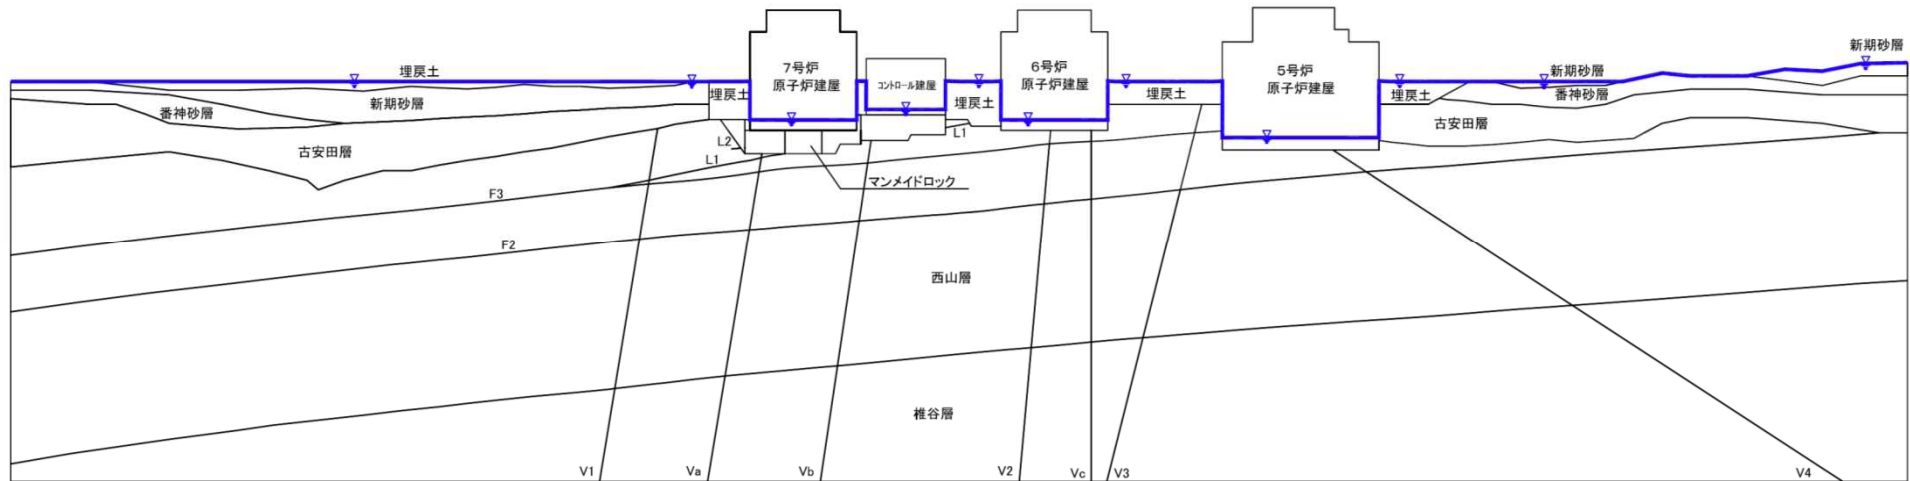 新期砂層
7号炉
原子炉建屋
6号炉
原子炉建屋
5号炉
原子炉建屋
埋戻土
新期砂層
コントロール建屋
埋戻土
埋戻土
埋戻土
埋戻土
番神砂層
新期砂層
番神砂層
古安田層
古安田層
L2
L1
L1
マンメイドロック
F3
F2
西山層
椎谷層
V1
Va
Vb
V2
Vc
V3
V4